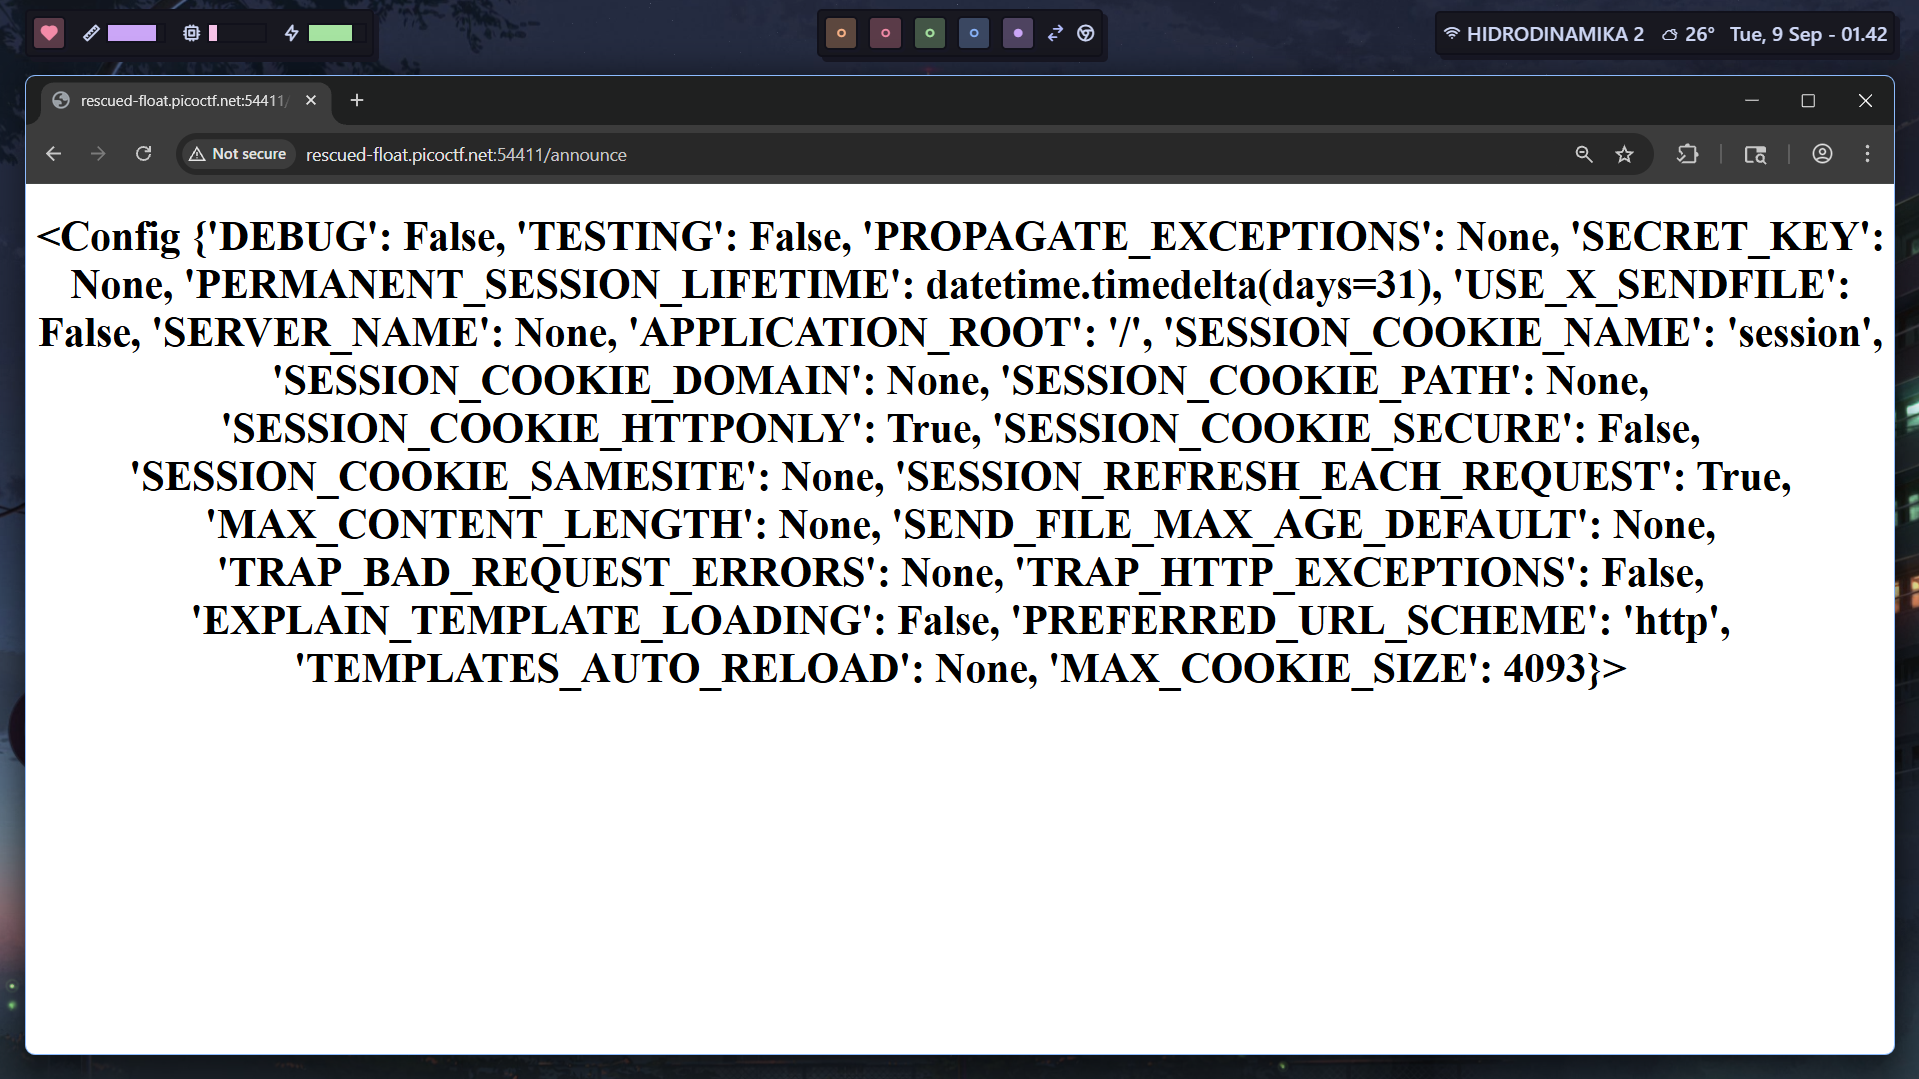 HIDRODINAMIKA 2 26° Tue, 9 Sep - 01.42
rescued-float.picoctf.net:54411/
Not secure rescued-float.picoctf.net:54411/announce
<Config {'DEBUG': False, 'TESTING': False, 'PROPAGATE_EXCEPTIONS': None, 'SECRET_KEY':
None, 'PERMANENT_SESSION_LIFETIME': datetime.timedelta(days=31), 'USE_X_SENDFILE':
False, 'SERVER_NAME': None, 'APPLICATION_ROOT': '/', 'SESSION_COOKIE_NAME': 'session',
'SESSION_COOKIE_DOMAIN': None, 'SESSION_COOKIE_PATH': None,
'SESSION_COOKIE_HTTPONLY': True, 'SESSION_COOKIE_SECURE': False,
'SESSION_COOKIE_SAMESITE': None, 'SESSION_REFRESH_EACH_REQUEST': True,
'MAX_CONTENT_LENGTH': None, 'SEND_FILE_MAX_AGE_DEFAULT': None,
'TRAP_BAD_REQUEST_ERRORS': None, 'TRAP_HTTP_EXCEPTIONS': False,
'EXPLAIN_TEMPLATE_LOADING': False, 'PREFERRED_URL_SCHEME': 'http',
'TEMPLATES_AUTO_RELOAD': None, 'MAX_COOKIE_SIZE': 4093}>